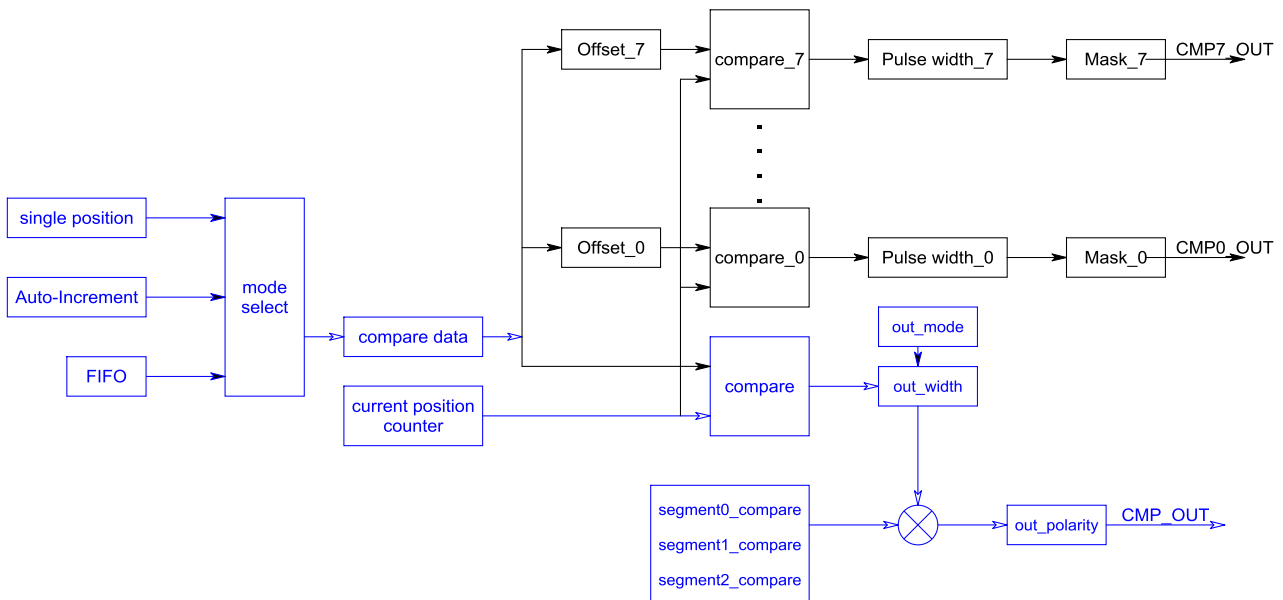 Offset_7
compare_7
Pulse width_7
Mask_7
CMP7_OUT
single position
Auto-Increment
FIFO
mode
select
compare data
current position
counter
Offset_0
compare_0
Pulse width_0
Mask_0
CMP0_OUT
compare
out_mode
out_width
segment0_compare
segment1_compare
segment2_compare
out_polarity
CMP_OUT